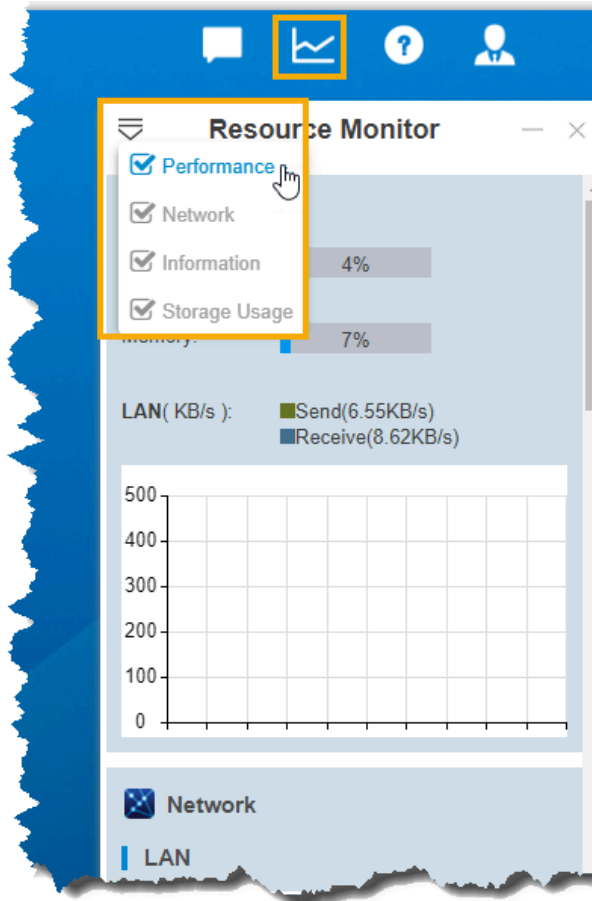 ?
Resource Monitor
Performance
Network
Information
4%
Storage Usage
Memory:
7%
LAN( KB/s ):
Send(6.55KB/s)
Receive(8.62KB/s)
500
400
300
200
100
0
Network
LAN